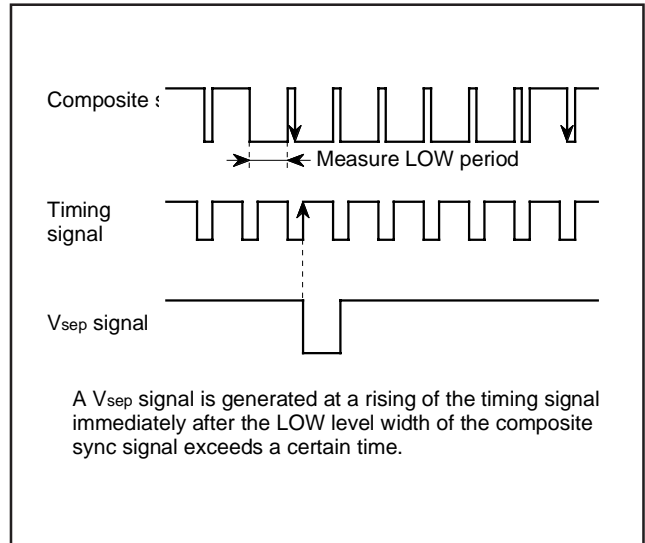 Composite s
Measure LOW period
Timing
signal
Vsep signal
A Vsep signal is generated at a rising of the timing signal
immediately after the LOW level width of the composite
sync signal exceeds a certain time.